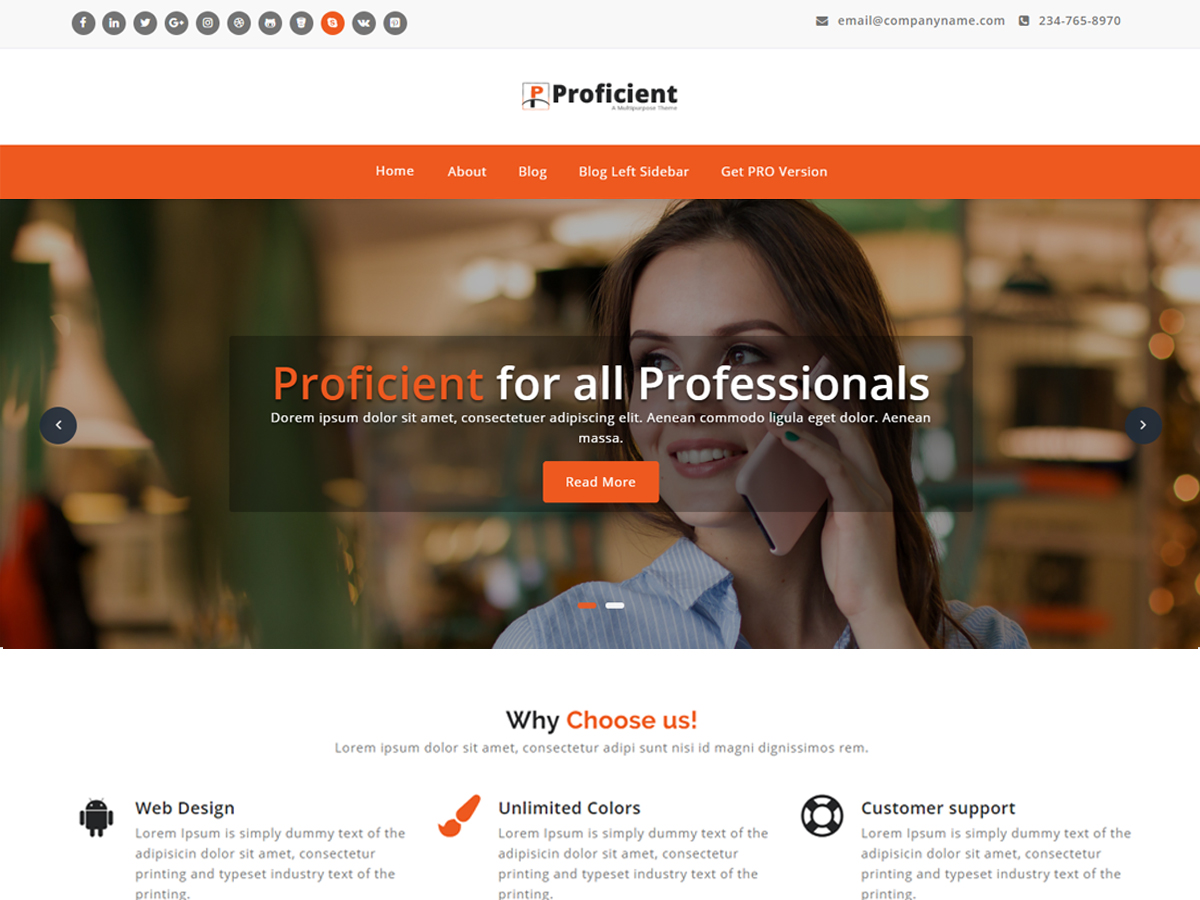 email@companyname.com 234-765-8970
Proficient
A Multipurpose Theme
Home About Blog Blog Left Sidebar Get PRO Version
Proficient for all Professionals
Dorem ipsum dolor sit amet, consectetuer adipiscing elit. Aenean commodo ligula eget dolor. Aenean
massa.
Read More
Why Choose us!
Lorem ipsum dolor sit amet, consectetur adipi sunt nisi id magni dignissimos rem.
Web Design
Lorem Ipsum is simply dummy text of the
adipisicin dolor sit amet, consectetur
printing and typeset industry text of the
printing.
Unlimited Colors
Lorem Ipsum is simply dummy text of the
adipisicin dolor sit amet, consectetur
printing and typeset industry text of the
printing.
Customer support
Lorem Ipsum is simply dummy text of the
adipisicin dolor sit amet, consectetur
printing and typeset industry text of the
printing.